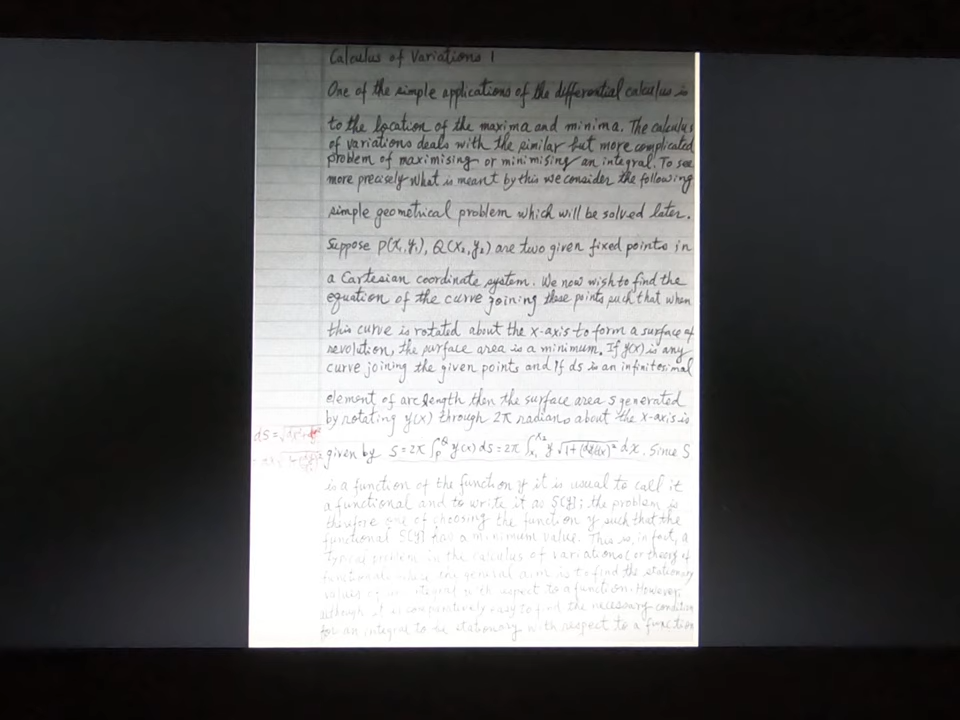 Calculus of Variations 1
One of the simple applications of the differential calculus is
to the location of the maxima and minima. The calculus
of variations deals with the similar but more complicated
problem of maximising or minimising an integral. To see
more precisely what is meant by this we consider the following
simple geometrical problem which will be solved later.
Suppose P(x₁,y₁), Q(x₂,y₂) are two given fixed points in
a Cartesian coordinate system. We now wish to find the
equation of the curve joining these points such that when
this curve is rotated about the x-axis to form a surface of
revolution, the surface area is a minimum. If y(x) is any
curve joining the given points and if ds is an infinitesimal
element of arc length then the surface area S generated
by rotating y(x) through 2π radians about the x-axis is
given by S = 2π ∫_P^Q y(x) ds = 2π ∫_{x₁}^{x₂} y √(1+(dy/dx)²) dx. Since S
is a function of the function y it is usual to call it
a functional and to write it as S[y]; the problem is
therefore one of choosing the function y such that the
functional S[y] has a minimum value. This is, in fact, a
typical problem in the calculus of variations (or theory of
functionals where the general aim is to find the stationary
values of an integral with respect to a function. However,
although it is comparatively easy to find the necessary condition
for an integral to be stationary with respect to a function